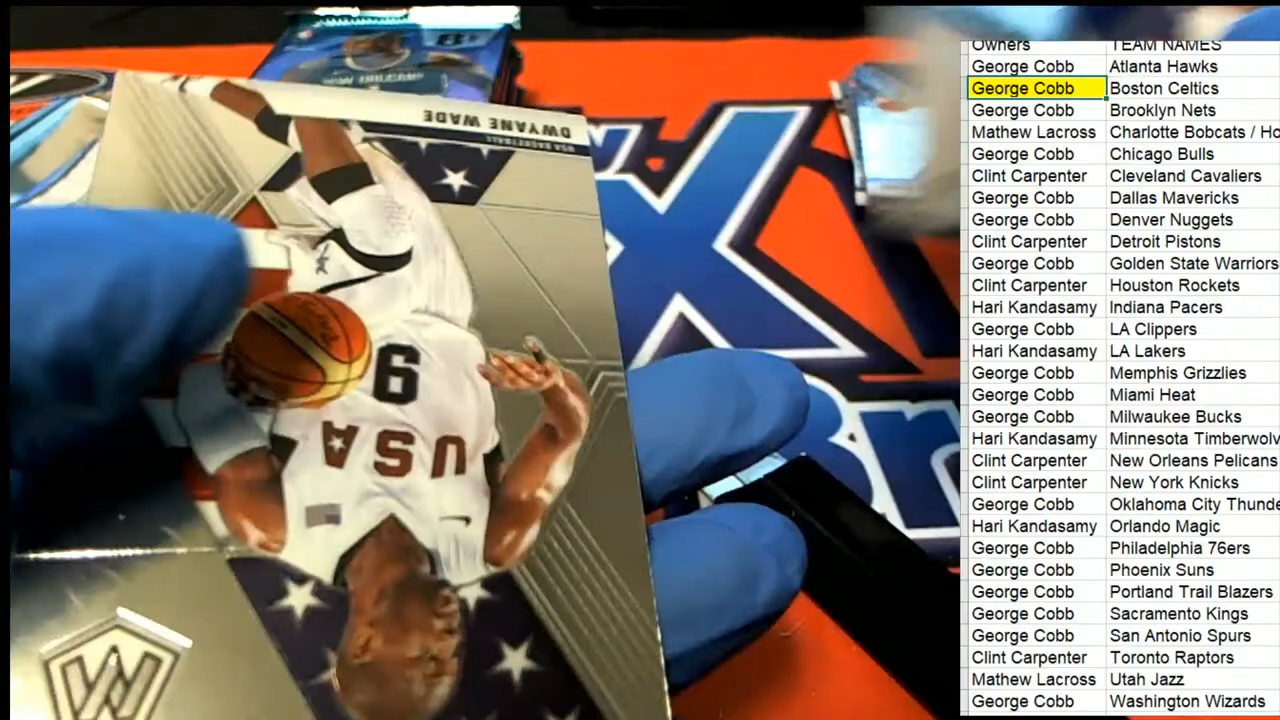 DWYANE WADE
USA BASKETBALL
9
USA
X
Br
Owners TEAM NAMES
George Cobb Atlanta Hawks
George Cobb Boston Celtics
George Cobb Brooklyn Nets
Mathew Lacross Charlotte Bobcats / Ho
George Cobb Chicago Bulls
Clint Carpenter Cleveland Cavaliers
George Cobb Dallas Mavericks
George Cobb Denver Nuggets
Clint Carpenter Detroit Pistons
George Cobb Golden State Warriors
Clint Carpenter Houston Rockets
Hari Kandasamy Indiana Pacers
George Cobb LA Clippers
Hari Kandasamy LA Lakers
George Cobb Memphis Grizzlies
George Cobb Miami Heat
George Cobb Milwaukee Bucks
Hari Kandasamy Minnesota Timberwolv
Clint Carpenter New Orleans Pelicans
Clint Carpenter New York Knicks
George Cobb Oklahoma City Thunde
Hari Kandasamy Orlando Magic
George Cobb Philadelphia 76ers
George Cobb Phoenix Suns
George Cobb Portland Trail Blazers
George Cobb Sacramento Kings
George Cobb San Antonio Spurs
Clint Carpenter Toronto Raptors
Mathew Lacross Utah Jazz
George Cobb Washington Wizards